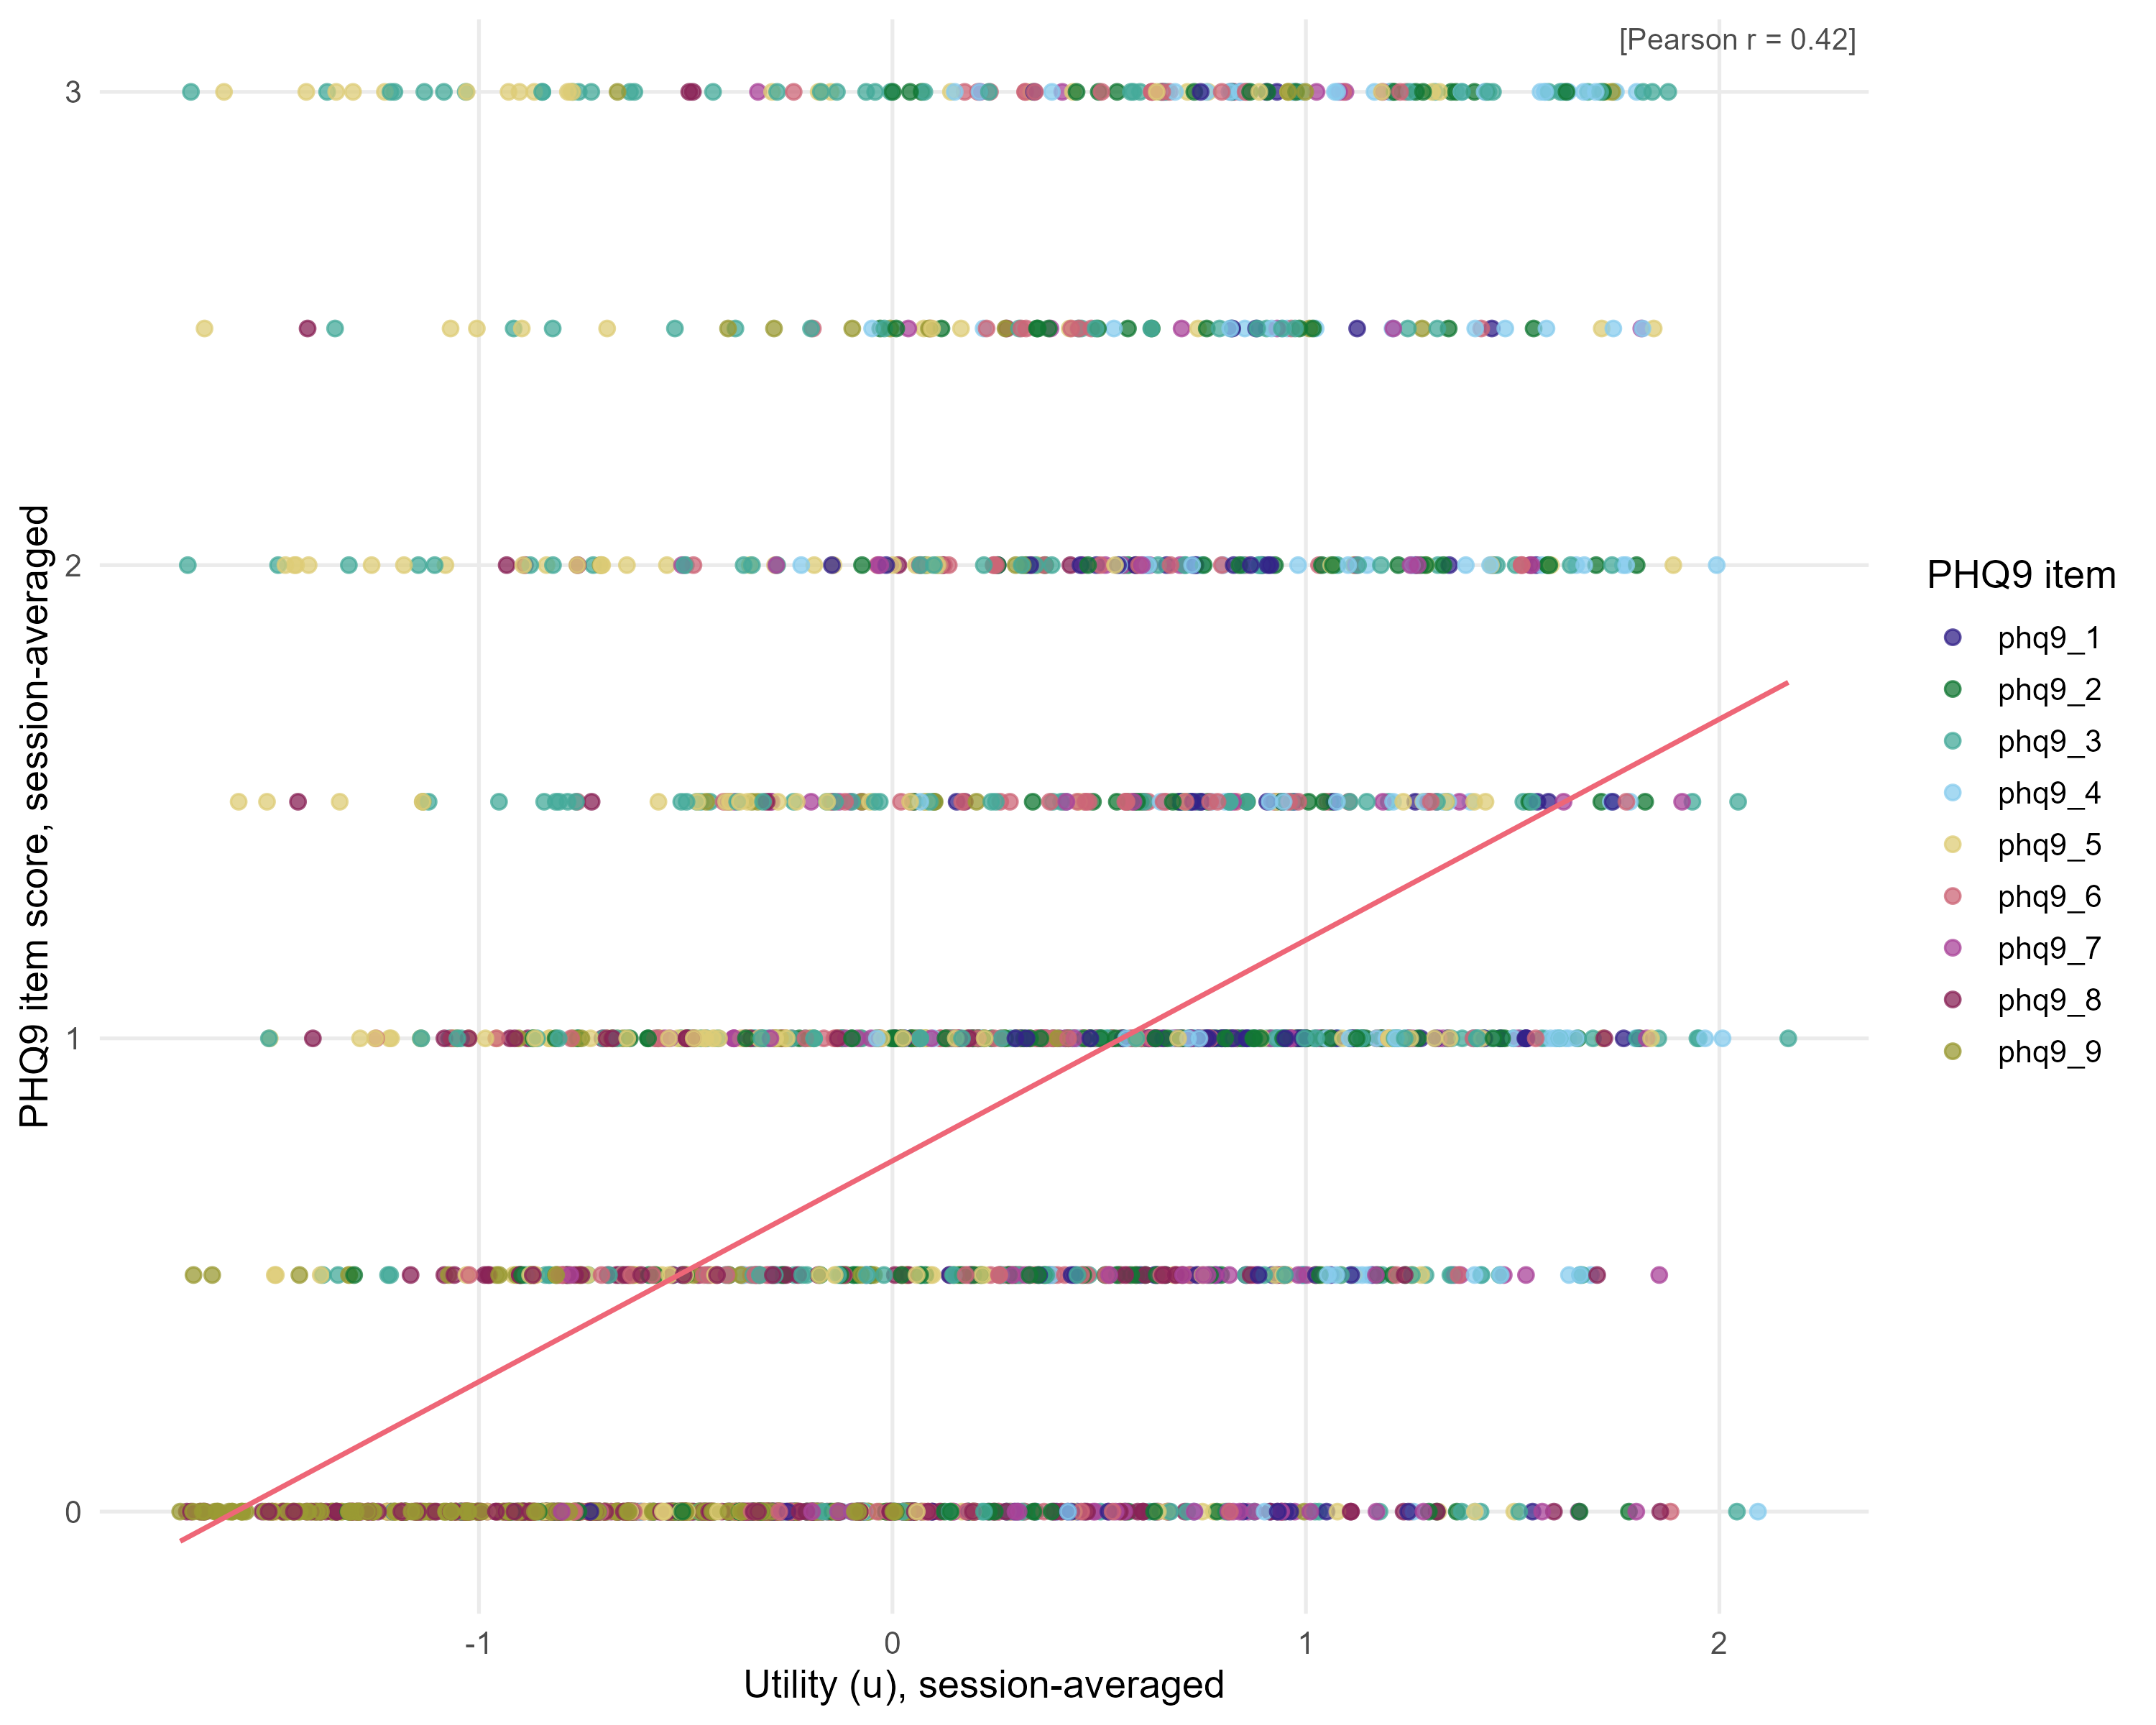 [Pearson r = 0.42]
3
2
1
0
PHQ9 item score, session-averaged
-1
0
1
2
Utility (u), session-averaged
PHQ9 item
phq9_1
phq9_2
phq9_3
phq9_4
phq9_5
phq9_6
phq9_7
phq9_8
phq9_9